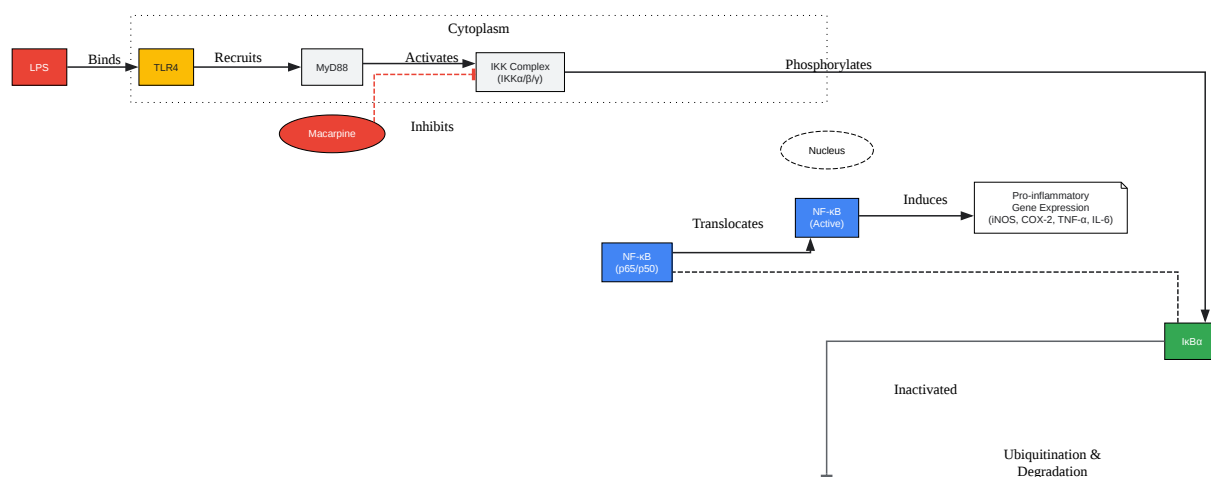 Cytoplasm
LPS
Binds
TLR4
Recruits
MyD88
Activates
IKK Complex
(IKKα/β/γ)
Phosphorylates
Macarpine
Inhibits
Nucleus
NF-κB
(Active)
Induces
Pro-inflammatory
Gene Expression
(iNOS, COX-2, TNF-α, IL-6)
Translocates
NF-κB
(p65/p50)
IκBα
Inactivated
Ubiquitination &
Degradation